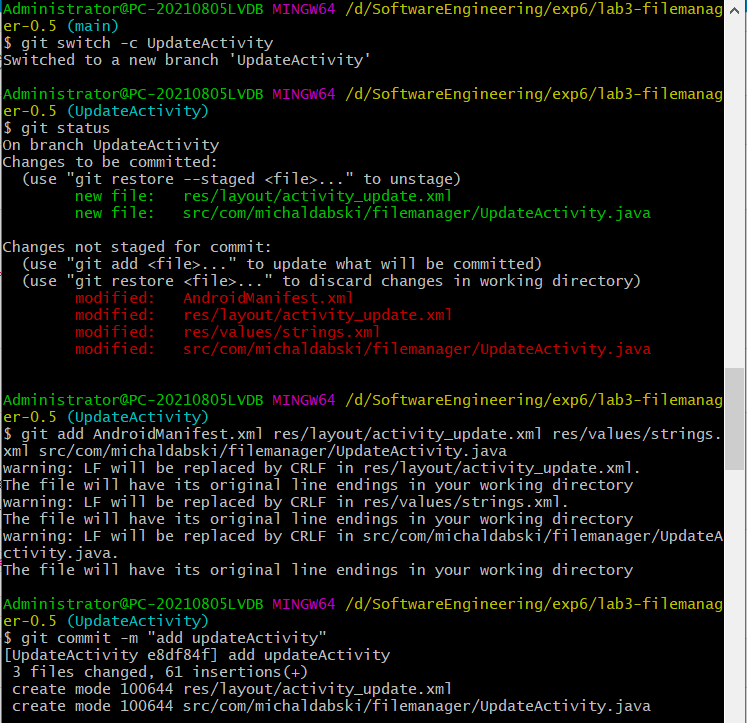 Administrator@PC-20210805LVDB MINGW64 /d/SoftwareEngineering/exp6/lab3-filemanag
er-0.5 (main)
$ git switch -c UpdateActivity
Switched to a new branch 'UpdateActivity'
Administrator@PC-20210805LVDB MINGW64 /d/SoftwareEngineering/exp6/lab3-filemanag
er-0.5 (UpdateActivity)
$ git status
On branch UpdateActivity
Changes to be committed:
  (use "git restore --staged <file>..." to unstage)
        new file:   res/layout/activity_update.xml
        new file:   src/com/michaldabski/filemanager/UpdateActivity.java
Changes not staged for commit:
  (use "git add <file>..." to update what will be committed)
  (use "git restore <file>..." to discard changes in working directory)
        modified:   AndroidManifest.xml
        modified:   res/layout/activity_update.xml
        modified:   res/values/strings.xml
        modified:   src/com/michaldabski/filemanager/UpdateActivity.java
Administrator@PC-20210805LVDB MINGW64 /d/SoftwareEngineering/exp6/lab3-filemanag
er-0.5 (UpdateActivity)
$ git add AndroidManifest.xml res/layout/activity_update.xml res/values/strings.
xml src/com/michaldabski/filemanager/UpdateActivity.java
warning: LF will be replaced by CRLF in res/layout/activity_update.xml.
The file will have its original line endings in your working directory
warning: LF will be replaced by CRLF in res/values/strings.xml.
The file will have its original line endings in your working directory
warning: LF will be replaced by CRLF in src/com/michaldabski/filemanager/UpdateA
ctivity.java.
The file will have its original line endings in your working directory
Administrator@PC-20210805LVDB MINGW64 /d/SoftwareEngineering/exp6/lab3-filemanag
er-0.5 (UpdateActivity)
$ git commit -m "add updateActivity"
[UpdateActivity e8df84f] add updateActivity
 3 files changed, 61 insertions(+)
 create mode 100644 res/layout/activity_update.xml
 create mode 100644 src/com/michaldabski/filemanager/UpdateActivity.java